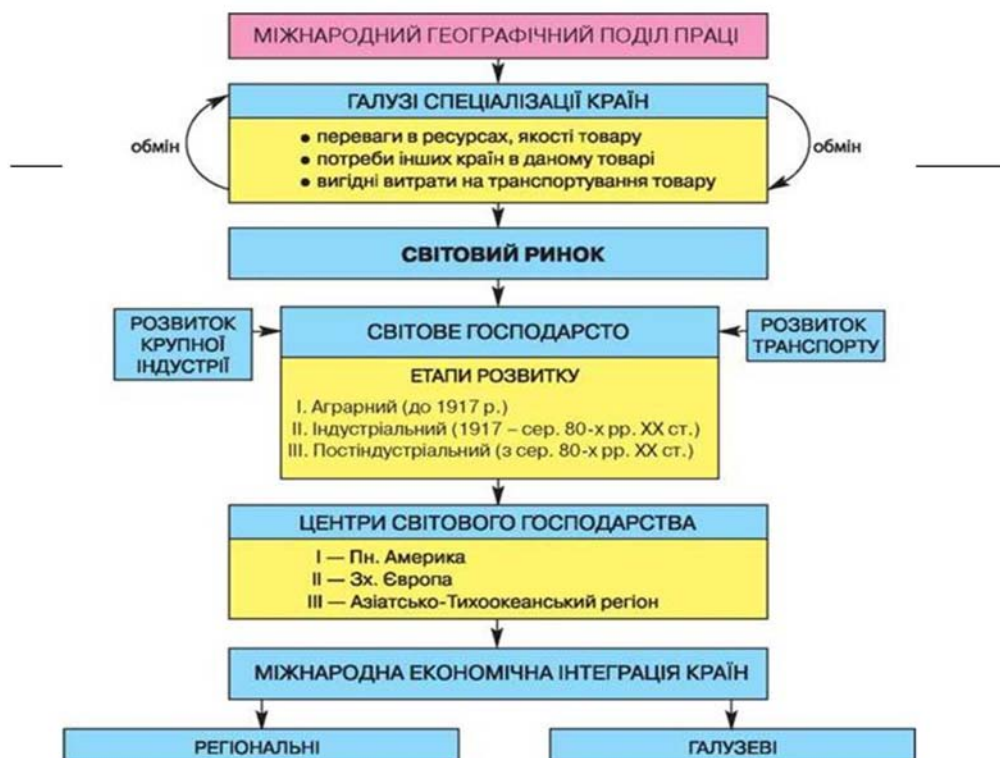 МІЖНАРОДНИЙ ГЕОГРАФІЧНИЙ ПОДІЛ ПРАЦІ
ГАЛУЗІ СПЕЦІАЛІЗАЦІЇ КРАЇН
обмін
• переваги в ресурсах, якості товару
• потреби інших країн в даному товарі
• вигідні витрати на транспортування товару
обмін
СВІТОВИЙ РИНОК
РОЗВИТОК
КРУПНОЇ
ІНДУСТРІЇ
СВІТОВЕ ГОСПОДАРСТО
РОЗВИТОК
ТРАНСПОРТУ
ЕТАПИ РОЗВИТКУ
I. Аграрний (до 1917 р.)
II. Індустріальний (1917 – сер. 80-х рр. XX ст.)
III. Постіндустріальний (з сер. 80-х рр. XX ст.)
ЦЕНТРИ СВІТОВОГО ГОСПОДАРСТВА
I — Пн. Америка
II — Зх. Європа
III — Азіатсько-Тихоокеанський регіон
МІЖНАРОДНА ЕКОНОМІЧНА ІНТЕГРАЦІЯ КРАЇН
РЕГІОНАЛЬНІ
ГАЛУЗЕВІ